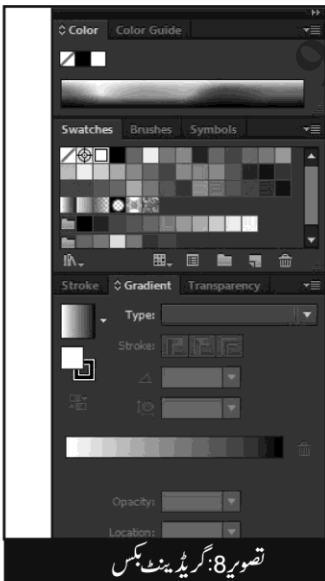 Color Color Guide
Swatches Brushes Symbols
Stroke Gradient Transparency
Type:
Stroke:
Opacity:
Location:
تصویر8: گریڈینٹ بکس